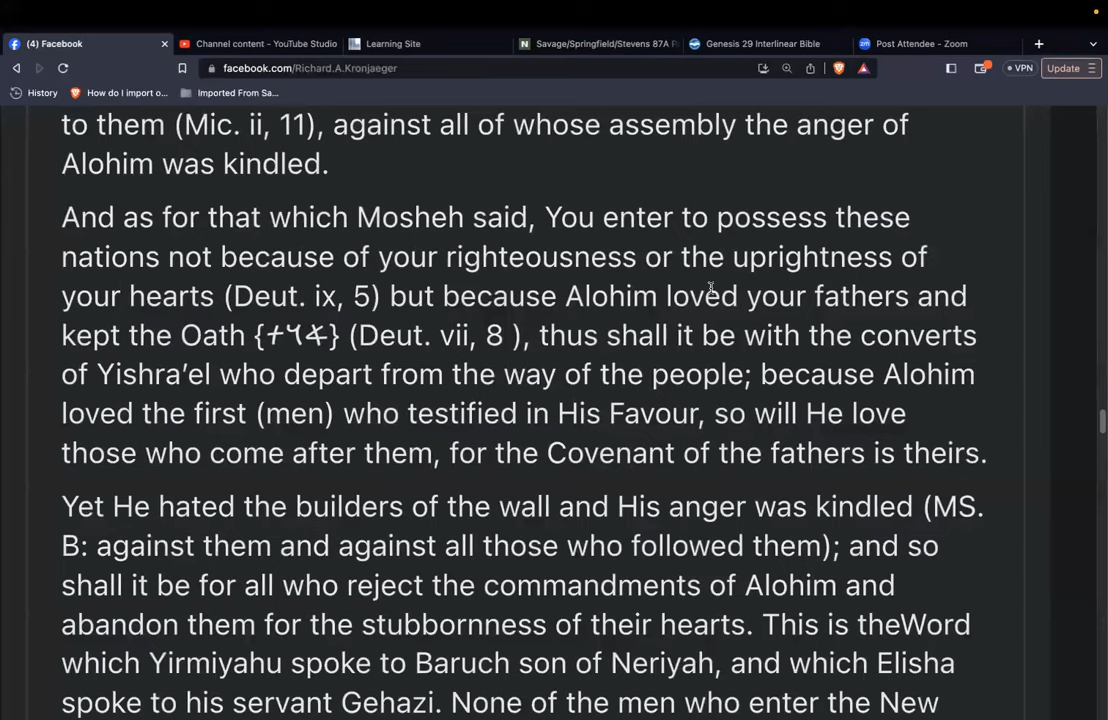 (4) Facebook
Channel content - YouTube Studio
Learning Site
Savage/Springfield/Stevens 87A P
Genesis 29 Interlinear Bible
Post Attendee - Zoom
facebook.com/Richard.A.Kronjaeger
VPN
Update
History
How do I import o...
Imported From Sa...
to them (Mic. ii, 11), against all of whose assembly the anger of
Alohim was kindled.
And as for that which Mosheh said, You enter to possess these
nations not because of your righteousness or the uprightness of
your hearts (Deut. ix, 5) but because Alohim loved your fathers and
kept the Oath {𐤕𐤅𐤀} (Deut. vii, 8 ), thus shall it be with the converts
of Yishra’el who depart from the way of the people; because Alohim
loved the first (men) who testified in His Favour, so will He love
those who come after them, for the Covenant of the fathers is theirs.
Yet He hated the builders of the wall and His anger was kindled (MS.
B: against them and against all those who followed them); and so
shall it be for all who reject the commandments of Alohim and
abandon them for the stubbornness of their hearts. This is theWord
which Yirmiyahu spoke to Baruch son of Neriyah, and which Elisha
spoke to his servant Gehazi. None of the men who enter the New